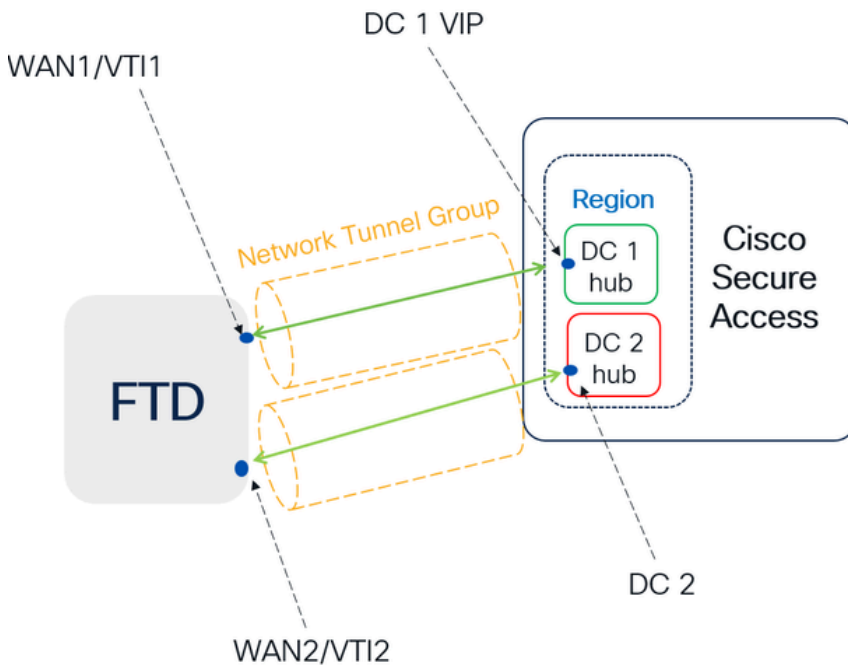 DC 1 VIP
WAN1/VTI1
Network Tunnel Group
Region
DC 1
hub
DC 2
hub
Cisco
Secure
Access
FTD
DC 2
WAN2/VTI2